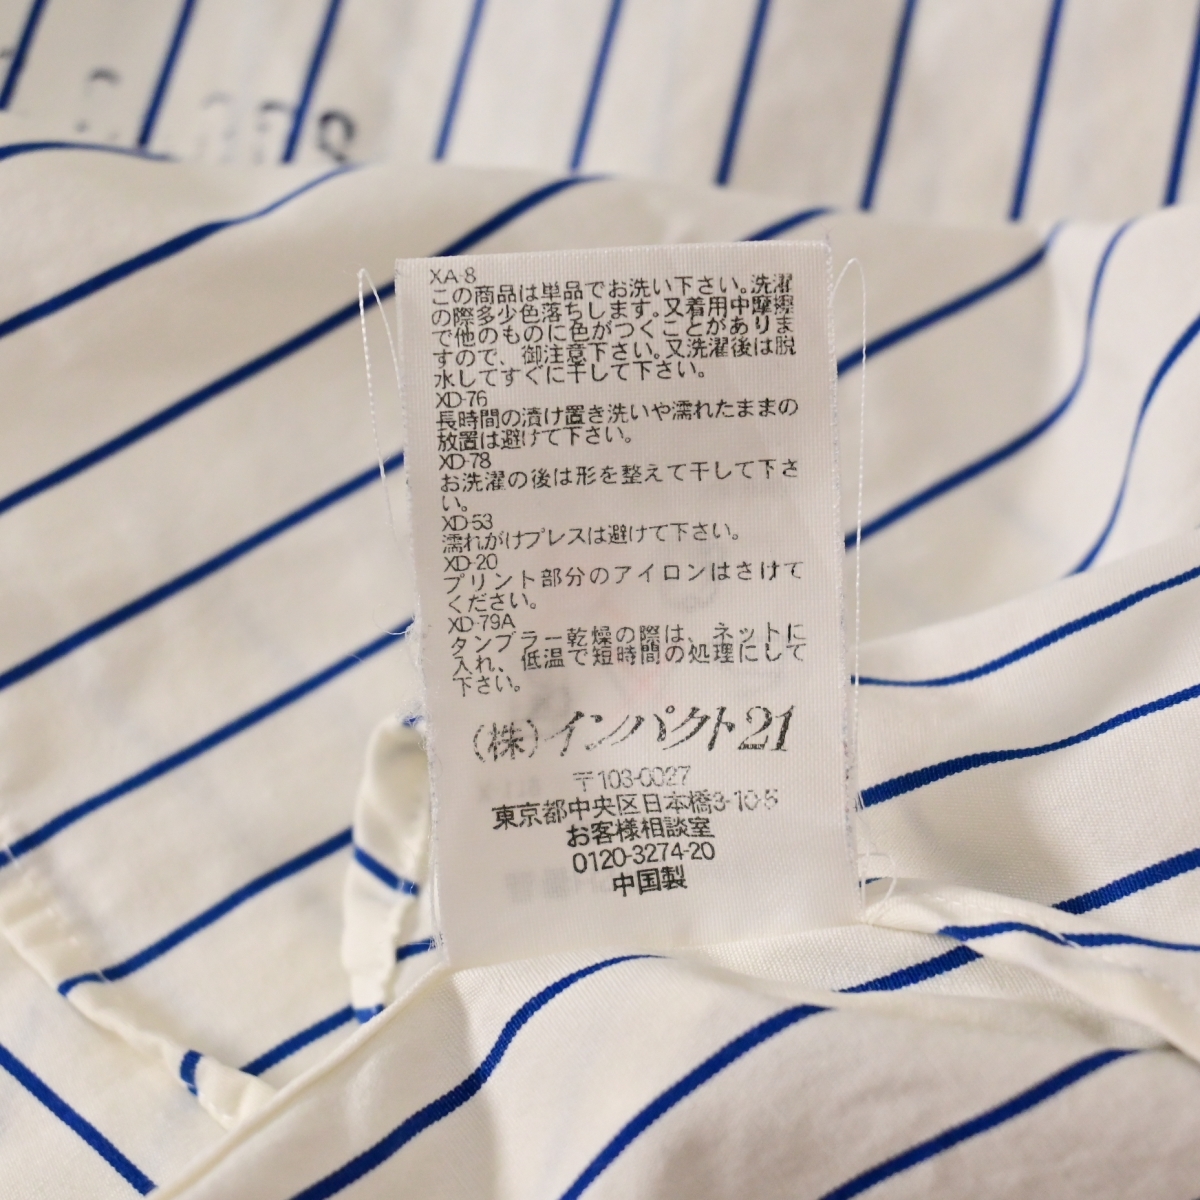 XA-8
この商品は単品でお洗い下さい。洗濯
の際多少色落ちします。又着用中摩擦
で他のものに色がつくことがありま
すので、御注意下さい。又洗濯後は脱
水してすぐに干して下さい。
XD-76
長時間の漬け置き洗いや濡れたままの
放置は避けて下さい。
XD-78
お洗濯の後は形を整えて干して下さ
い。
XD-53
濡れがけプレスは避けて下さい。
XD-20
プリント部分のアイロンはさけて
ください。
XD-79A
タンブラー乾燥の際は、ネットに
入れ、低温で短時間の処理にして
下さい。
(株)インパクト21
〒103-0027
東京都中央区日本橋3-10-5
お客様相談室
0120-3274-20
中国製